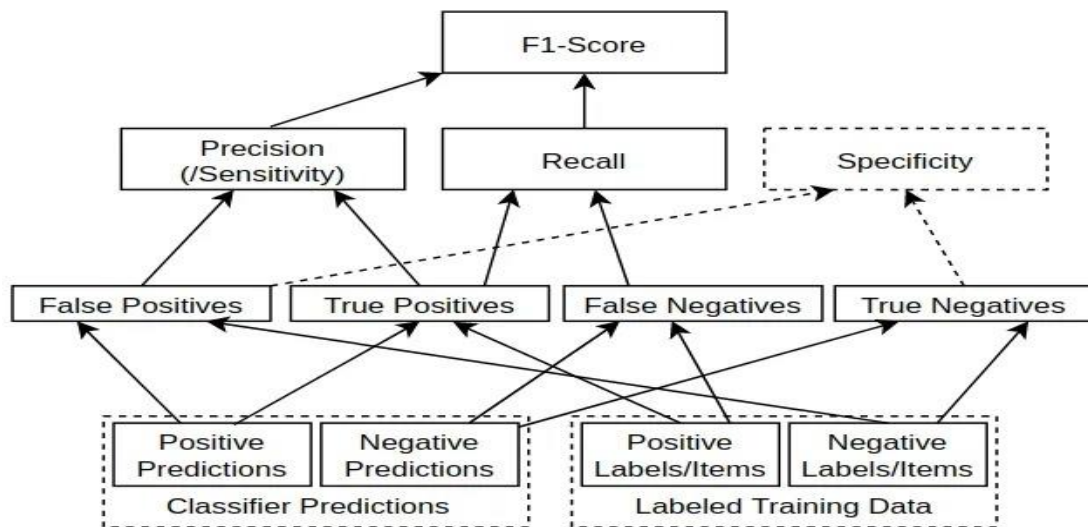 F1-Score
Precision
(/Sensitivity)
Recall
Specificity
False Positives
True Positives
False Negatives
True Negatives
Positive
Predictions
Negative
Predictions
Positive
Labels/Items
Negative
Labels/Items
Classifier Predictions
Labeled Training Data